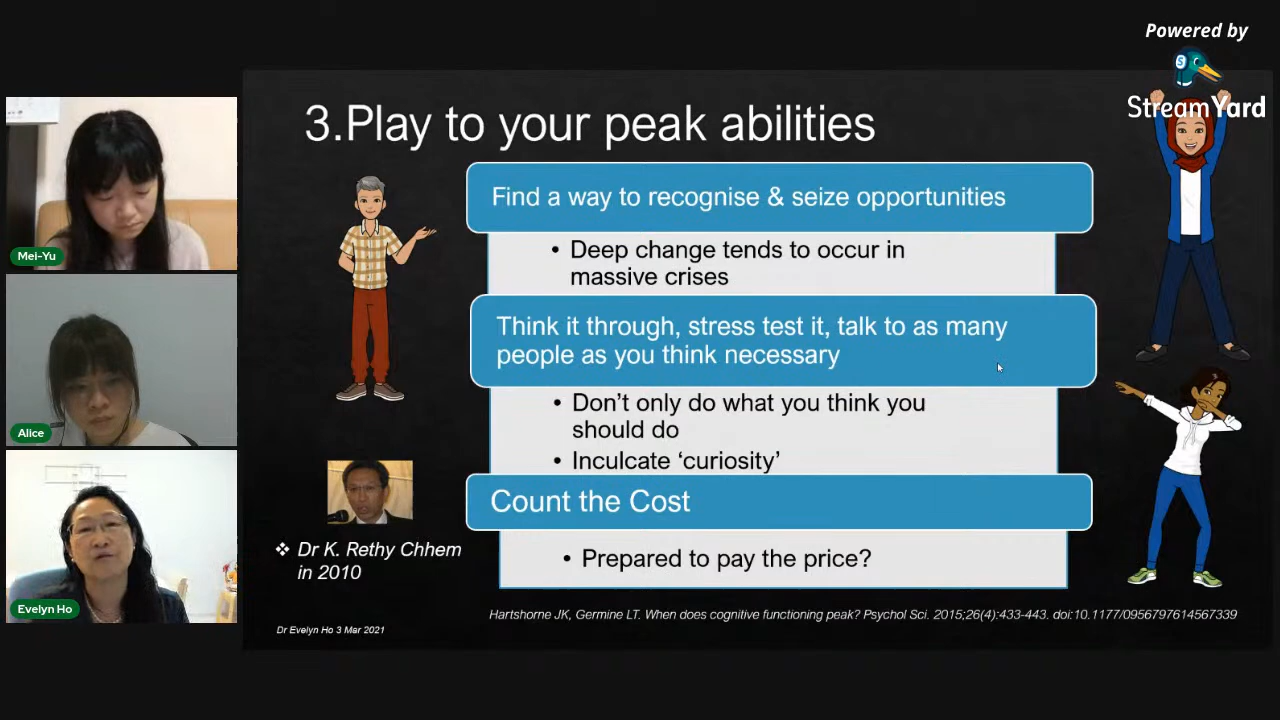 Powered by
StreamYard
3.Play to your peak abilities
Find a way to recognise & seize opportunities
• Deep change tends to occur in
massive crises
Think it through, stress test it, talk to as many
people as you think necessary
• Don't only do what you think you
should do
• Inculcate ‘curiosity’
Count the Cost
• Prepared to pay the price?
❖ Dr K. Rethy Chhem
in 2010
Hartshorne JK, Germine LT. When does cognitive functioning peak? Psychol Sci. 2015;26(4):433-443. doi:10.1177/0956797614567339
Dr Evelyn Ho 3 Mar 2021
Mei-Yu
Alice
Evelyn Ho